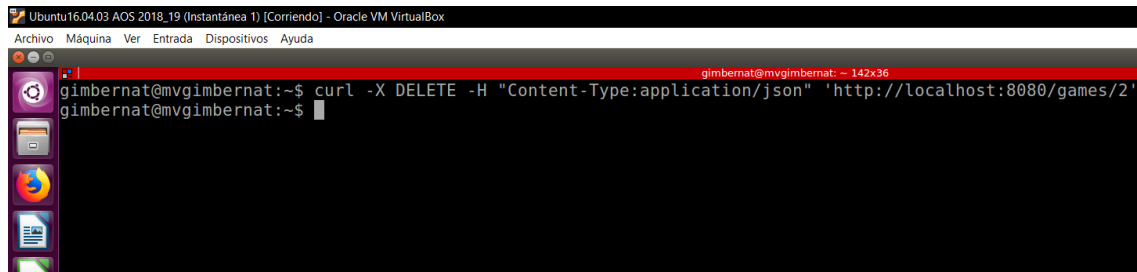 Ubuntu16.04.03 AOS 2018_19 (Instantánea 1) [Corriendo] - Oracle VM VirtualBox
Archivo Máquina Ver Entrada Dispositivos Ayuda
gimbernat@mvgimbernat: ~ 142x36
gimbernat@mvgimbernat:~$ curl -X DELETE -H "Content-Type:application/json" 'http://localhost:8080/games/2'
gimbernat@mvgimbernat:~$